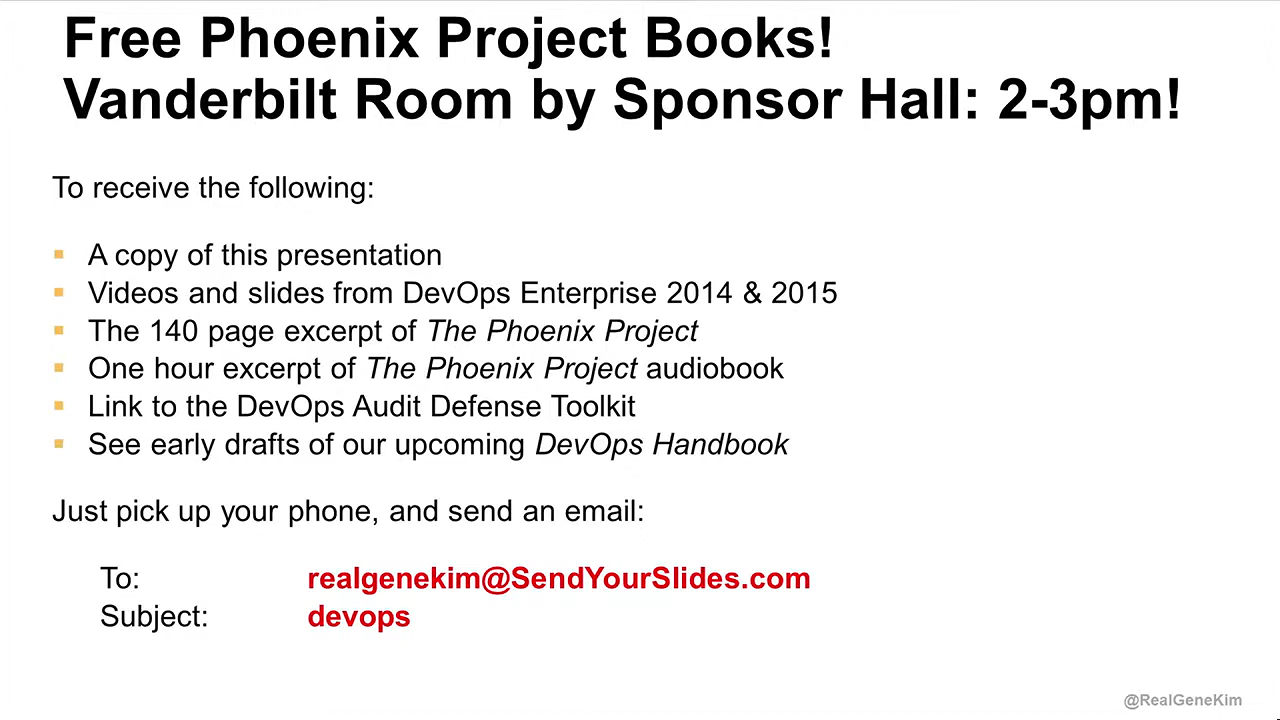 Free Phoenix Project Books!
Vanderbilt Room by Sponsor Hall: 2-3pm!
To receive the following:
A copy of this presentation
Videos and slides from DevOps Enterprise 2014 & 2015
The 140 page excerpt of The Phoenix Project
One hour excerpt of The Phoenix Project audiobook
Link to the DevOps Audit Defense Toolkit
See early drafts of our upcoming DevOps Handbook
Just pick up your phone, and send an email:
To: realgenekim@SendYourSlides.com
Subject: devops
@RealGeneKim